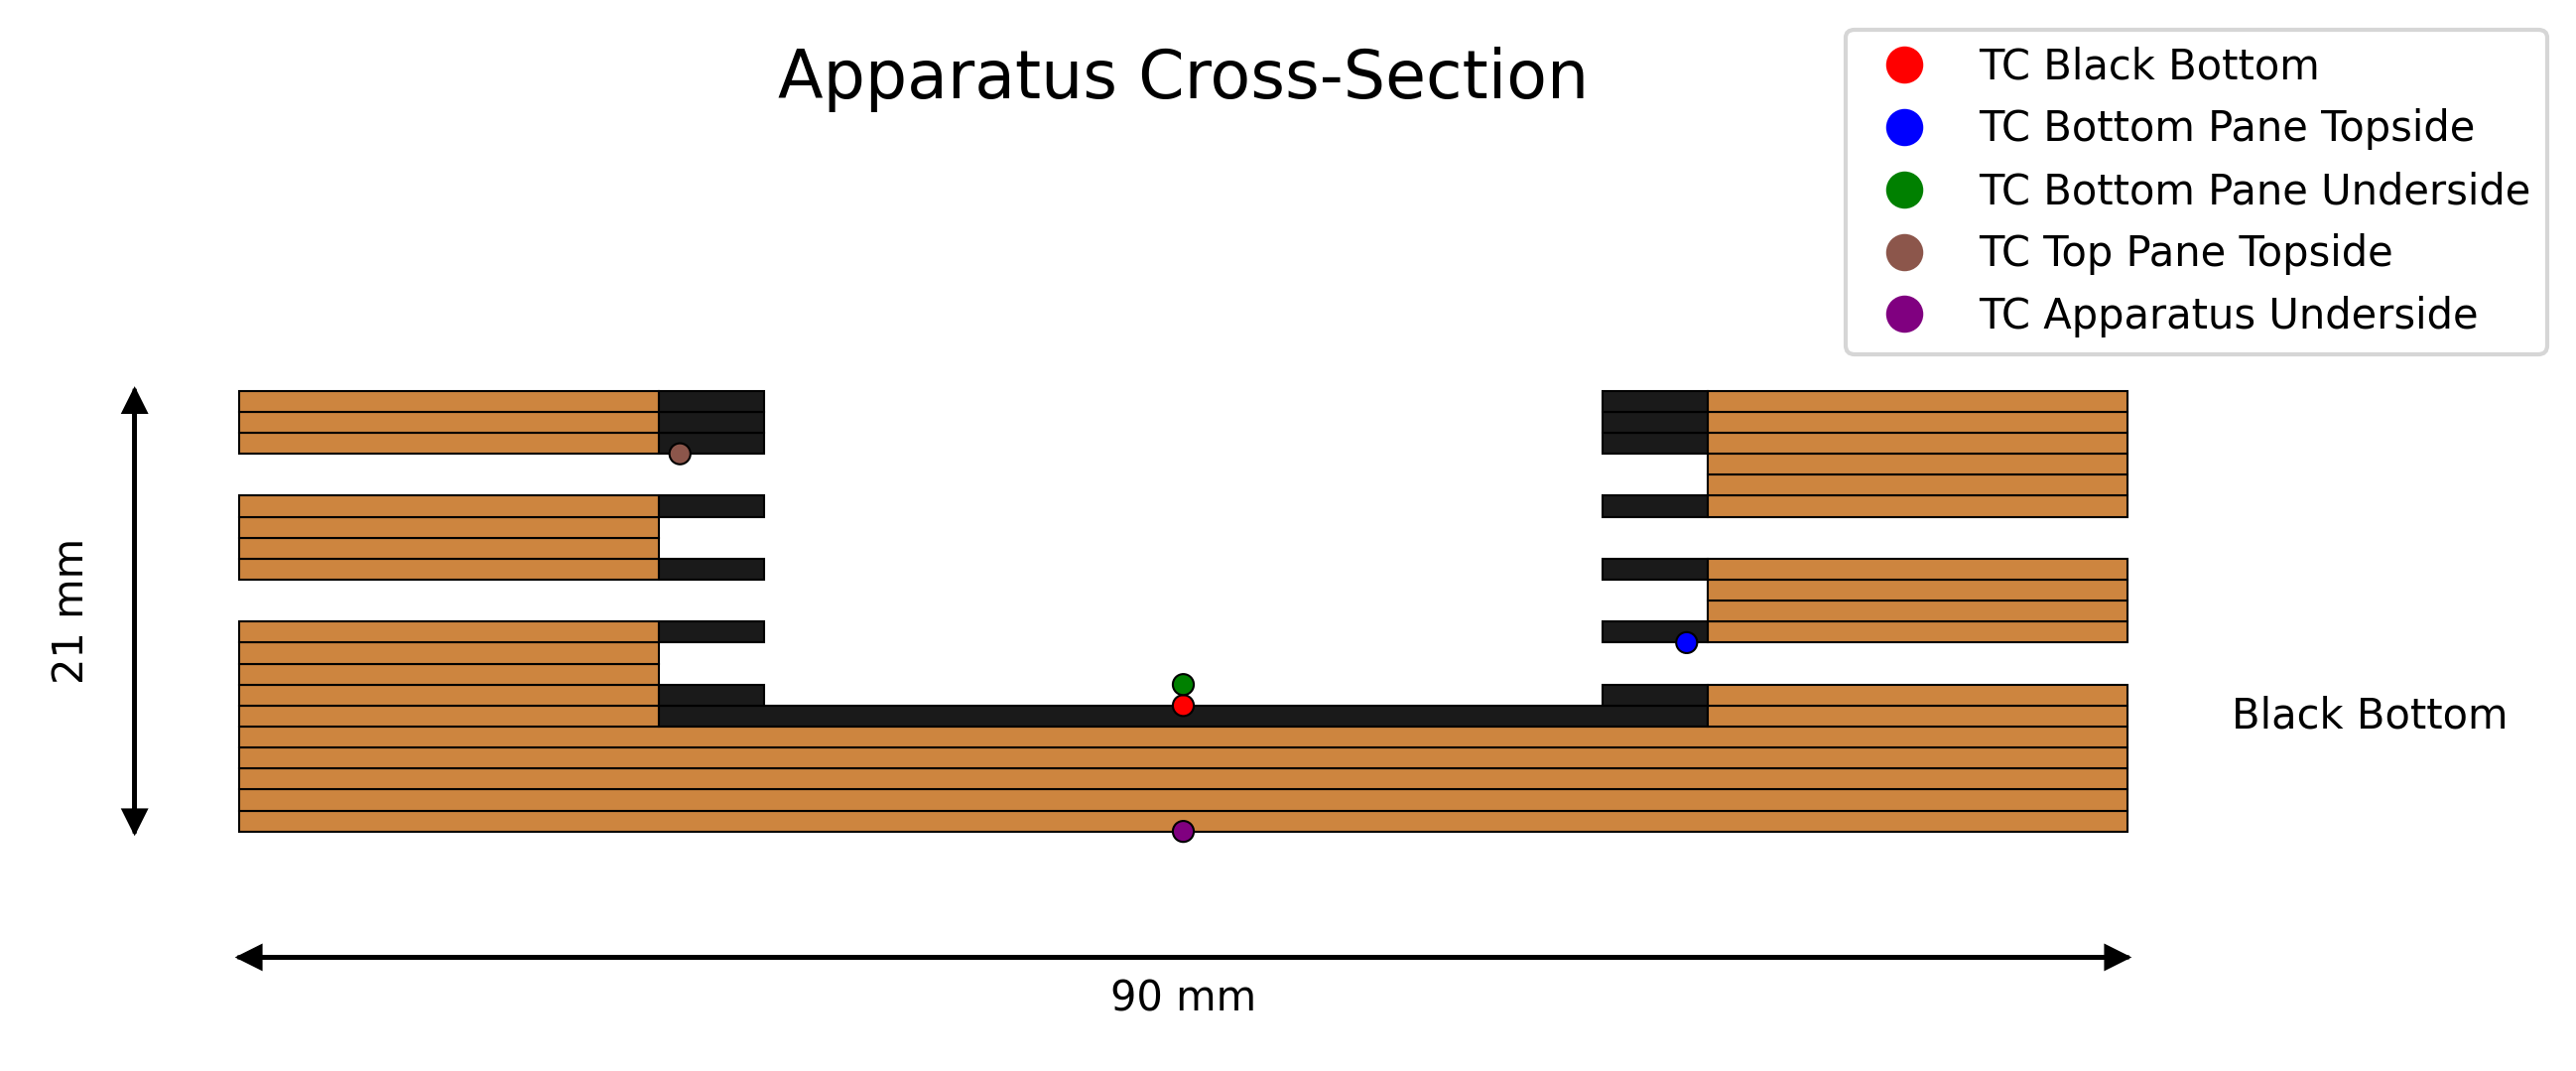 Apparatus Cross-Section
TC Black Bottom
TC Bottom Pane Topside
TC Bottom Pane Underside
TC Top Pane Topside
TC Apparatus Underside
21 mm
Black Bottom
90 mm